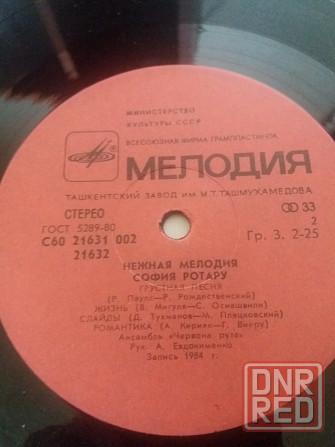 МИНИСТЕРСТВО
КУЛЬТУРЫ СССР
ВСЕСОЮЗНАЯ ФИРМА ГРАМПЛАСТИНОК
МЕЛОДИЯ
ТАШКЕНТСКИЙ ЗАВОД ИМ. М.Т.ТАШМУХАМЕДОВА
СТЕРЕО
ГОСТ 5289-80
С60 21631 002
21632
33
2
Гр. 3. 2-25
НЕЖНАЯ МЕЛОДИЯ
СОФИЯ РОТАРУ
ГРУСТНАЯ ПЕСНЯ
(Р. Паулс—Р. Рождественский)
ЖИЗНЬ (В. Мигуля—С. Осиашвили)
СЛАЙДЫ (Д. Тухманов—М. Пляцковский)
РОМАНТИКА (А. Кирияк—Г. Виеру)
Ансамбль «Червона рута»
Рук. А. Евдокименко
Запись 1984 г.
DNR
RED